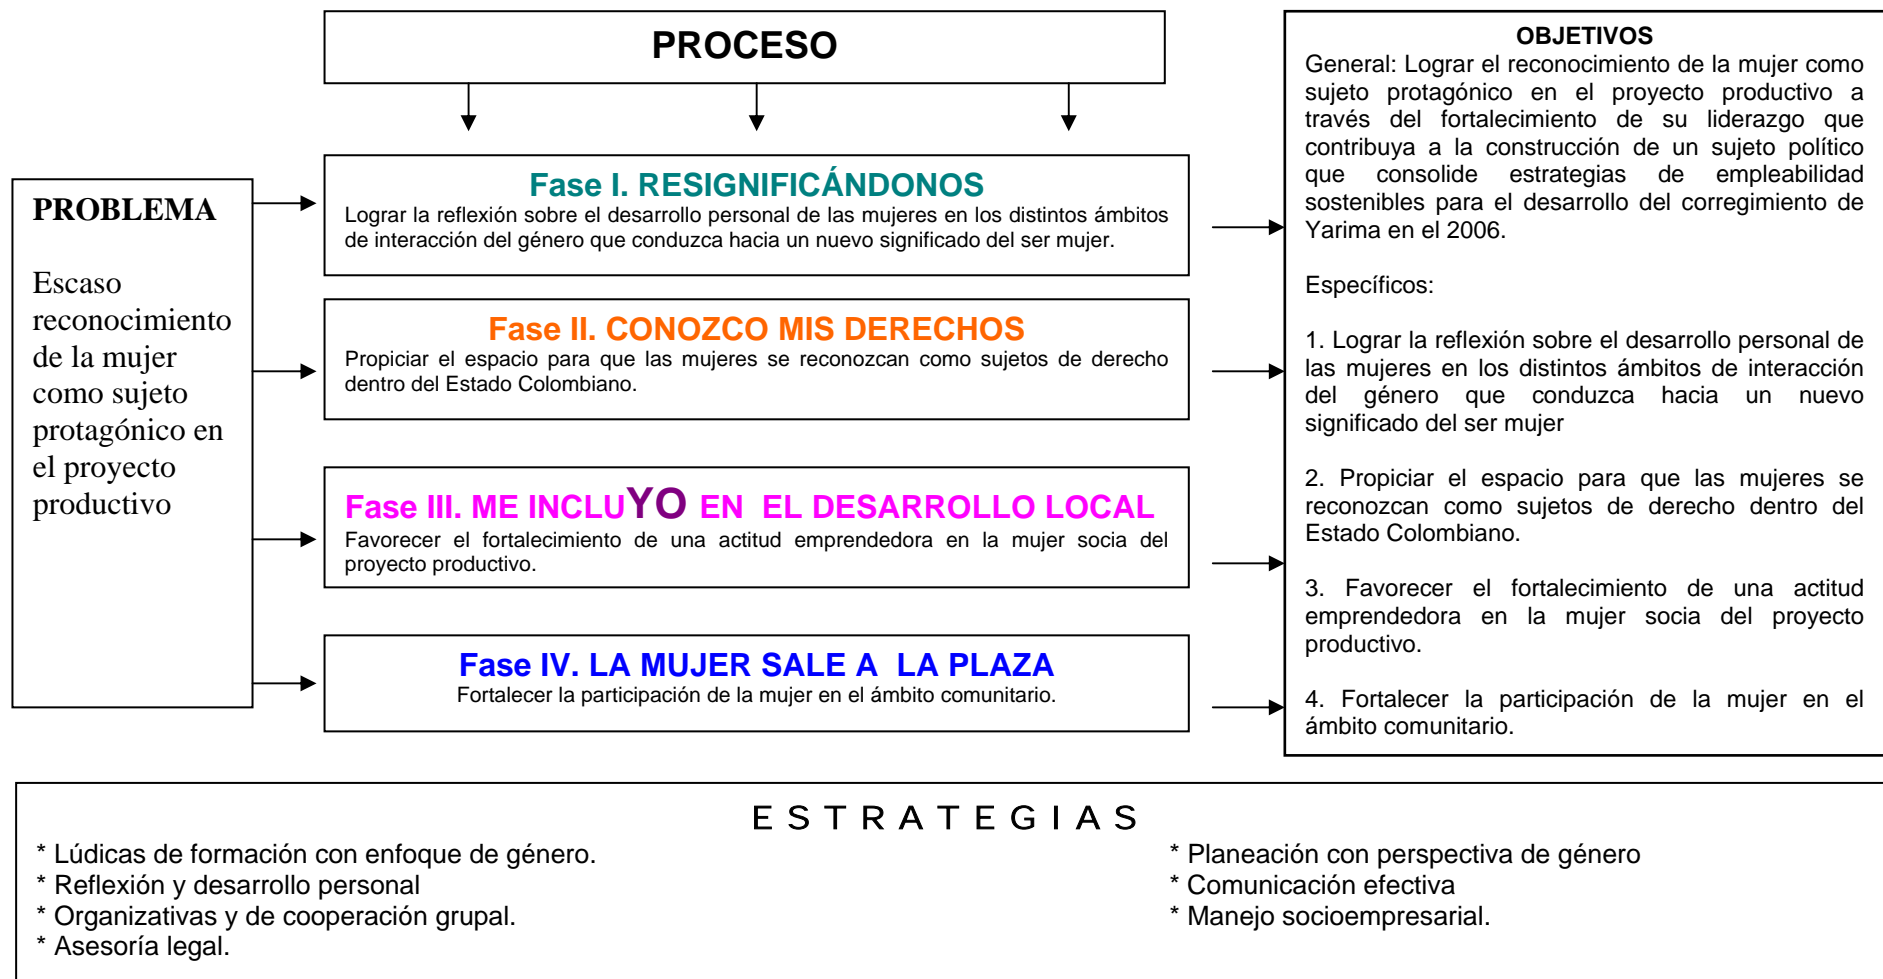 PROCESO
PROBLEMA
Escaso
reconocimiento
de la mujer
como sujeto
protagónico en
el proyecto
productivo
Fase I. RESIGNIFICÁNDONOS
Lograr la reflexión sobre el desarrollo personal de las mujeres en los distintos ámbitos
de interacción del género que conduzca hacia un nuevo significado del ser mujer.
Fase II. CONOZCO MIS DERECHOS
Propiciar el espacio para que las mujeres se reconozcan como sujetos de derecho
dentro del Estado Colombiano.
Fase III. ME INCLUYO EN EL DESARROLLO LOCAL
Favorecer el fortalecimiento de una actitud emprendedora en la mujer socia del
proyecto productivo.
Fase IV. LA MUJER SALE A LA PLAZA
Fortalecer la participación de la mujer en el ámbito comunitario.
OBJETIVOS
General: Lograr el reconocimiento de la mujer como
sujeto protagónico en el proyecto productivo a
través del fortalecimiento de su liderazgo que
contribuya a la construcción de un sujeto político
que consolide estrategias de empleabilidad
sostenibles para el desarrollo del corregimiento de
Yarima en el 2006.
Específicos:
1. Lograr la reflexión sobre el desarrollo personal de
las mujeres en los distintos ámbitos de interacción
del género que conduzca hacia un nuevo
significado del ser mujer
2. Propiciar el espacio para que las mujeres se
reconozcan como sujetos de derecho dentro del
Estado Colombiano.
3. Favorecer el fortalecimiento de una actitud
emprendedora en la mujer socia del proyecto
productivo.
4. Fortalecer la participación de la mujer en el
ámbito comunitario.
E S T R A T E G I A S
* Lúdicas de formación con enfoque de género.
* Reflexión y desarrollo personal
* Organizativas y de cooperación grupal.
* Asesoría legal.
* Planeación con perspectiva de género
* Comunicación efectiva
* Manejo socioempresarial.